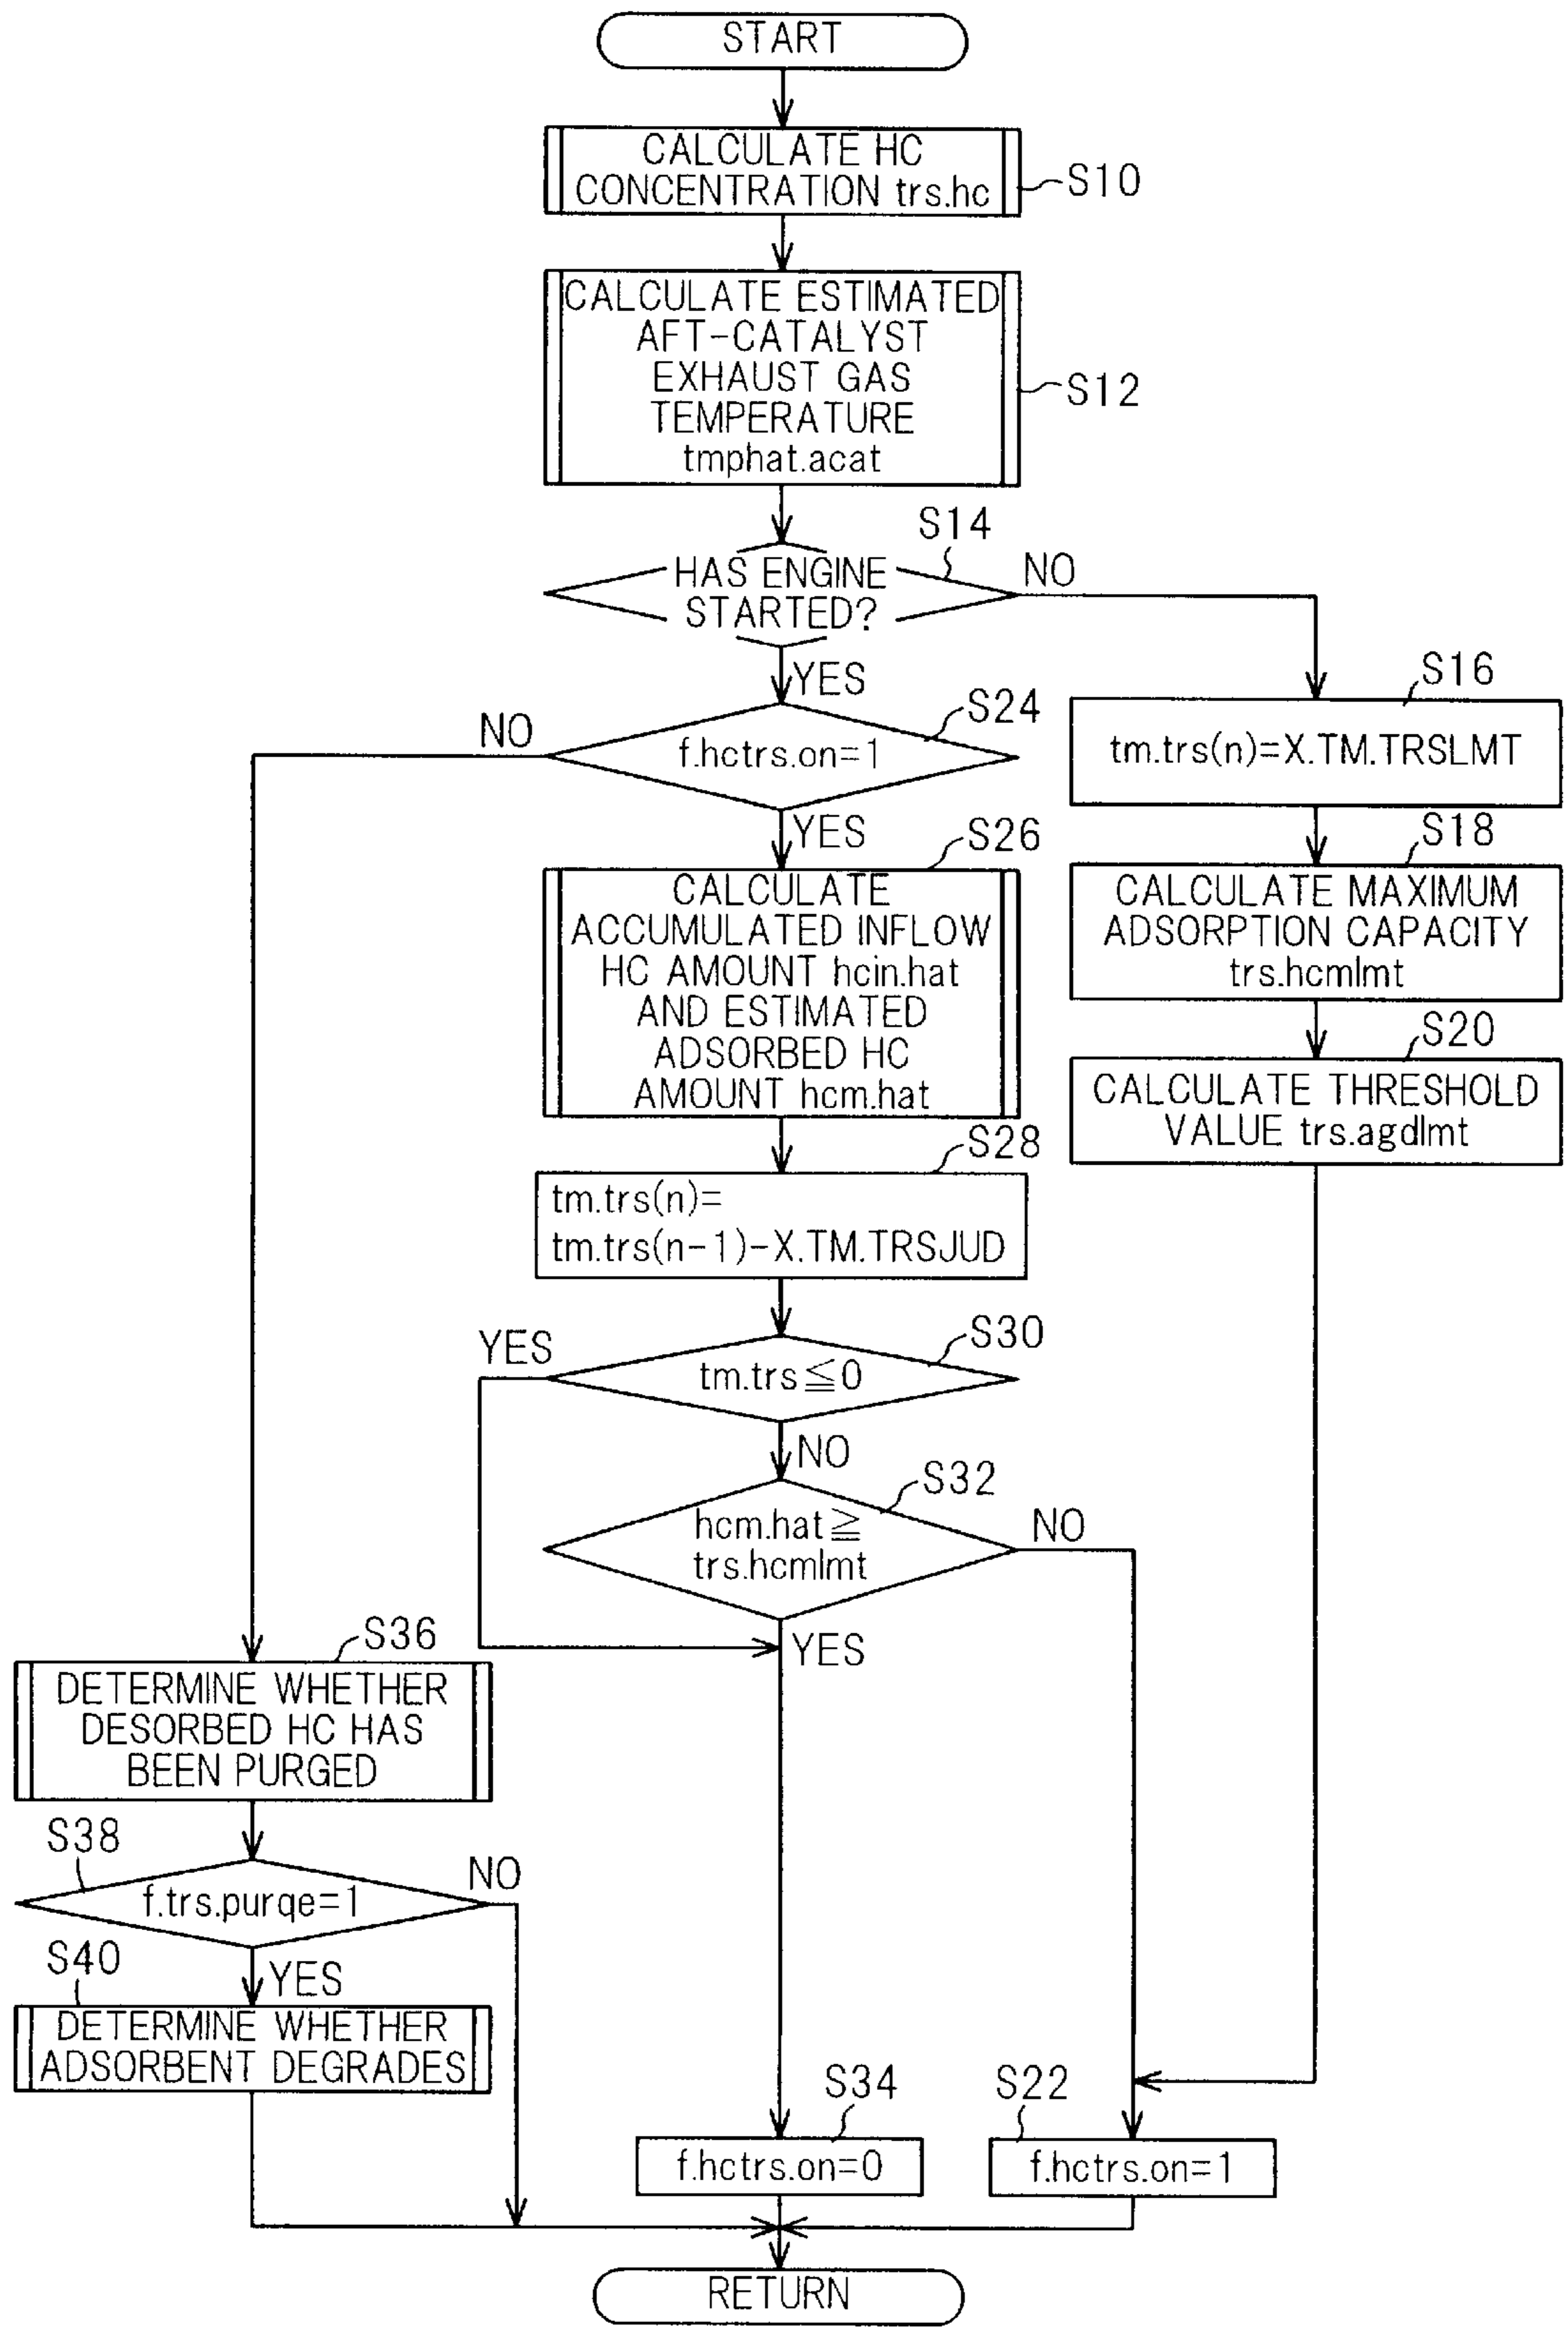 START
CALCULATE HC
CONCENTRATION trs.hc
S10
CALCULATE ESTIMATED
AFT-CATALYST
EXHAUST GAS
TEMPERATURE
tmphat.acat
S12
S14
HAS ENGINE
STARTED?
NO
YES
S16
tm.trs(n)=X.TM.TRSLMT
S18
CALCULATE MAXIMUM
ADSORPTION CAPACITY
trs.hcmlmt
S20
CALCULATE THRESHOLD
VALUE trs.agdlmt
S24
NO
f.hctrs.on=1
YES
S26
CALCULATE
ACCUMULATED INFLOW
HC AMOUNT hcin.hat
AND ESTIMATED
ADSORBED HC
AMOUNT hcm.hat
S28
tm.trs(n)=
tm.trs(n-1)-X.TM.TRSJUD
S30
YES
tm.trs≦0
NO
S32
hcm.hat≧
trs.hcmlmt
NO
YES
S36
DETERMINE WHETHER
DESORBED HC HAS
BEEN PURGED
S38
NO
f.trs.purqe=1
S40
YES
DETERMINE WHETHER
ADSORBENT DEGRADES
S34
f.hctrs.on=0
S22
f.hctrs.on=1
RETURN